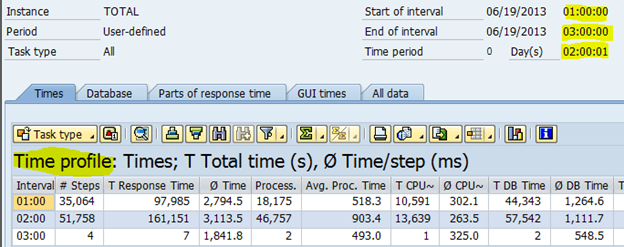 Instance TOTAL Start of interval 06/19/2013 01:00:00
Period User-defined End of interval 06/19/2013 03:00:00
Task type All Time period 0 Day(s) 02:00:01
Times Database Parts of response time GUI times All data
Task type
Time profile: Times; T Total time (s), Ø Time/step (ms)
Interval # Steps T Response Time Ø Time Process. Avg. Proc. Time T CPU~ Ø CPU~ T DB Time Ø DB Time T
01:00 35,064 97,985 2,794.5 18,175 518.3 10,591 302.1 44,343 1,264.6
02:00 51,758 161,151 3,113.5 46,757 903.4 13,639 263.5 57,542 1,111.7
03:00 4 7 1,841.8 2 493.0 1 325.0 2 548.5